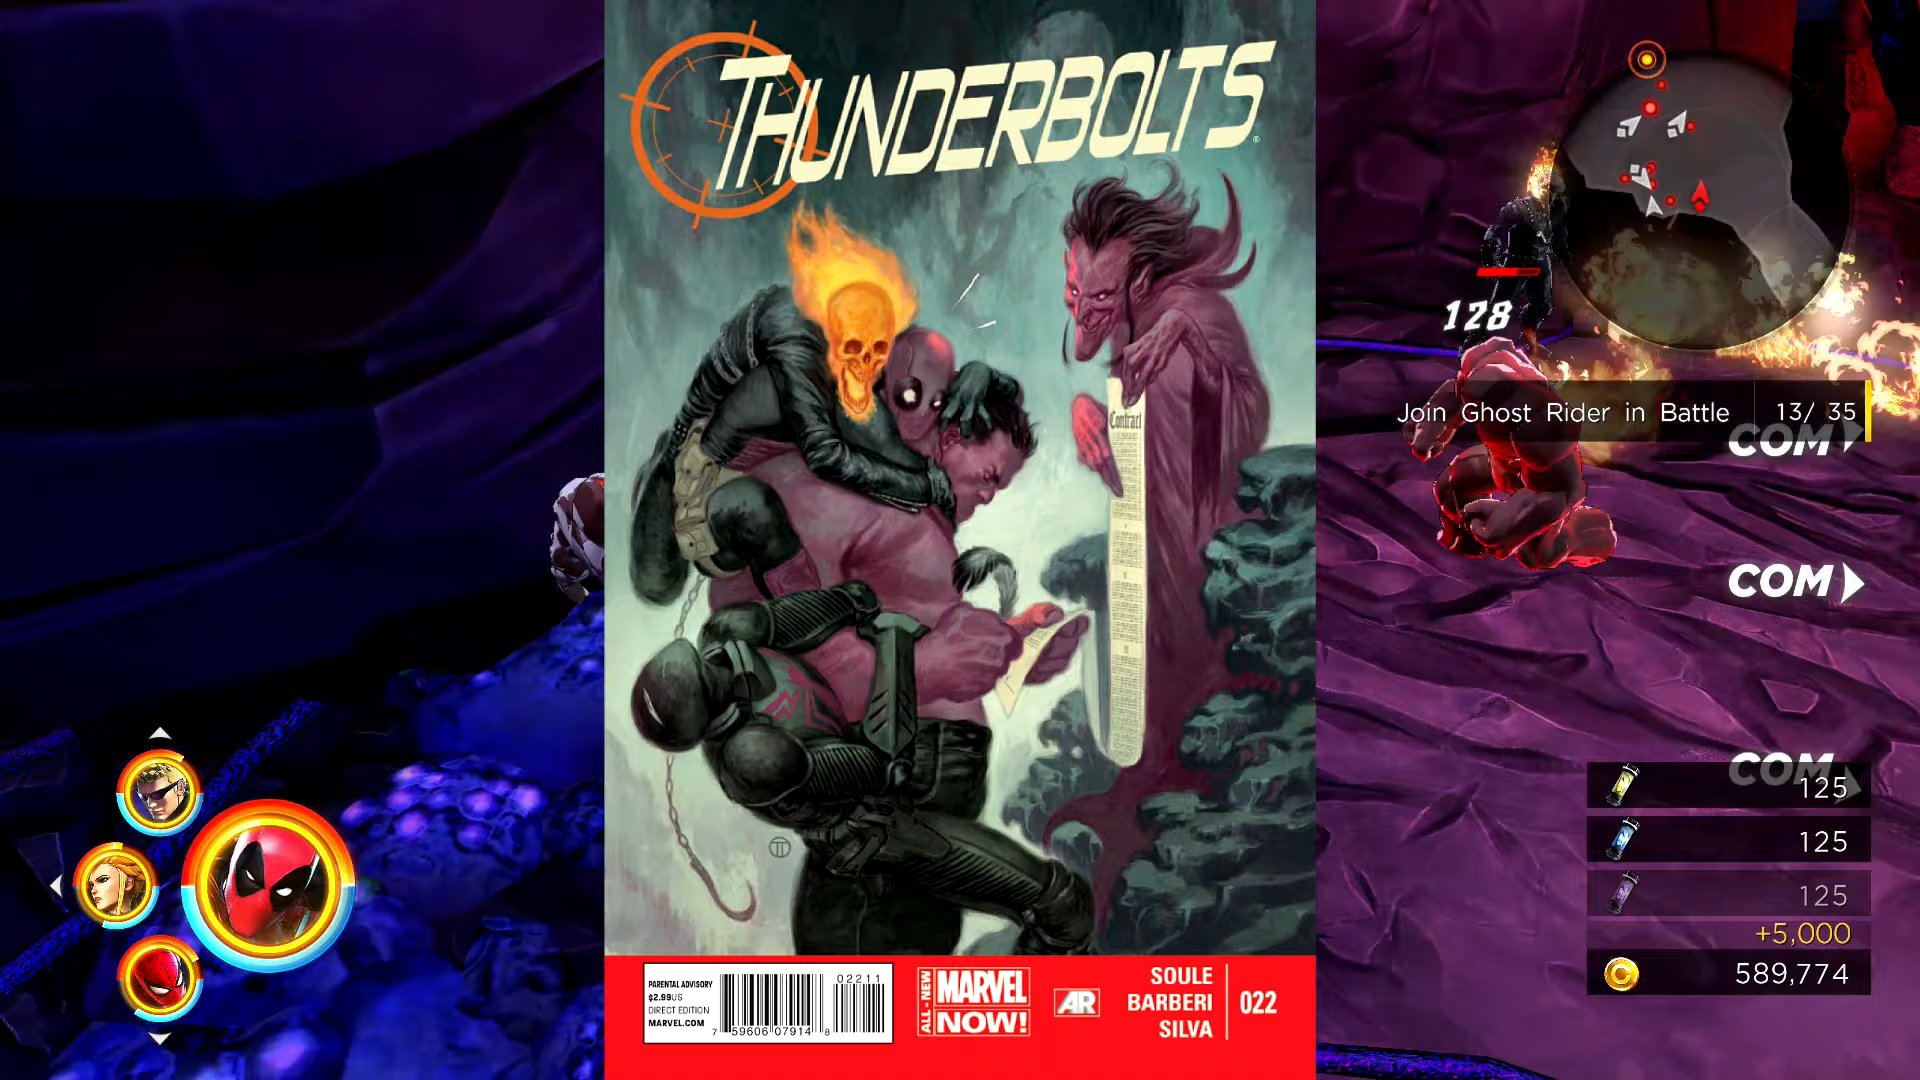 THUNDERBOLTS
Contract
128
Join Ghost Rider in Battle 13/ 35
COM
COM
COM
125
125
125
+5,000
589,774
PARENTAL ADVISORY
$2.99US
DIRECT EDITION
MARVEL.COM
02211
7 59606 07914 8
ALL-NEW
MARVEL
NOW!
AR
SOULE
BARBERI
SILVA
022